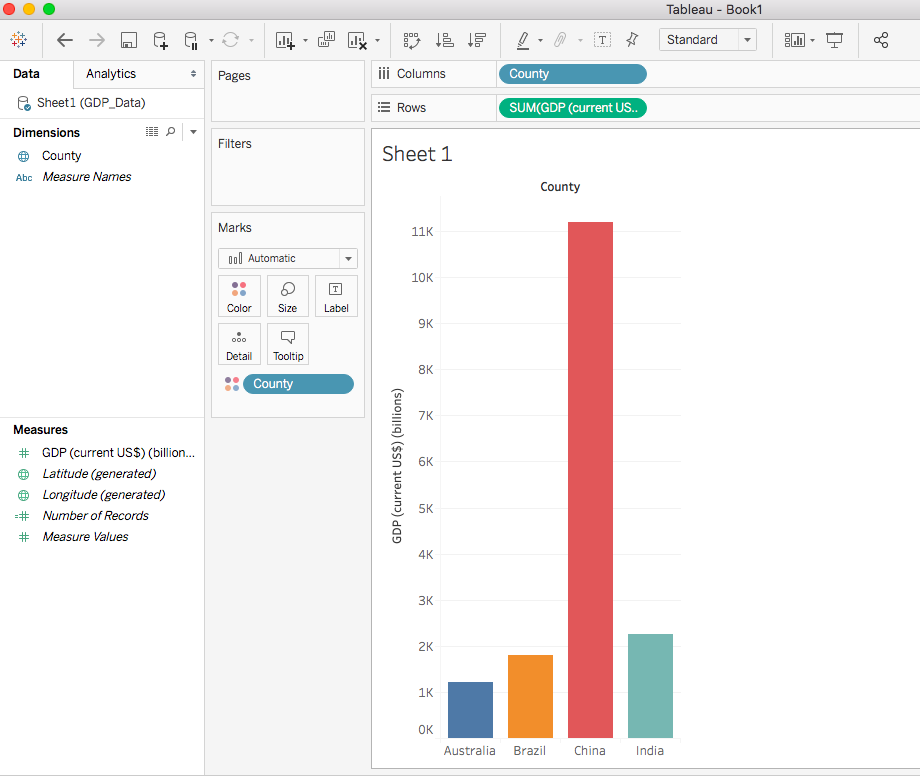 Tableau - Book1
Standard
Data
Analytics
Sheet1 (GDP_Data)
Dimensions
County
Abc Measure Names
Measures
GDP (current US$) (billion...
Latitude (generated)
Longitude (generated)
Number of Records
Measure Values
Pages
Filters
Marks
Automatic
Color
Size
Label
T
Detail
Tooltip
County
Columns
County
Rows
SUM(GDP (current US..
Sheet 1
County
GDP (current US$) (billions)
11K
10K
9K
8K
7K
6K
5K
4K
3K
2K
1K
0K
Australia Brazil China India